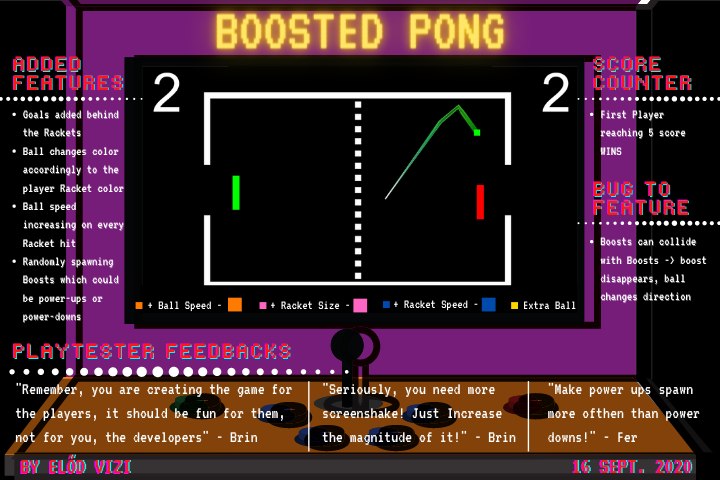 BOOSTED PONG
ADDED
FEATURES
• Goals added behind
the Rackets
• Ball changes color
accordingly to the
player Racket color
• Ball speed
increasing on every
Racket hit
• Randomly spawning
Boosts which could
be power-ups or
power-downs
2
2
+ Ball Speed -
+ Racket Size -
+ Racket Speed -
Extra Ball
SCORE
COUNTER
• First Player
reaching 5 score
WINS
BUG TO
FEATURE
• Boosts can collide
with Boosts -> boost
disappears, ball
changes direction
PLAYTESTER FEEDBACKS
"Remember, you are creating the game for
the players, it should be fun for them,
not for you, the developers" - Brin
"Seriously, you need more
screenshake! Just Increase
the magnitude of it!" - Brin
"Make power ups spawn
more ofthen than power
downs!" - Fer
BY ELŐD VIZI
16 SEPT. 2020